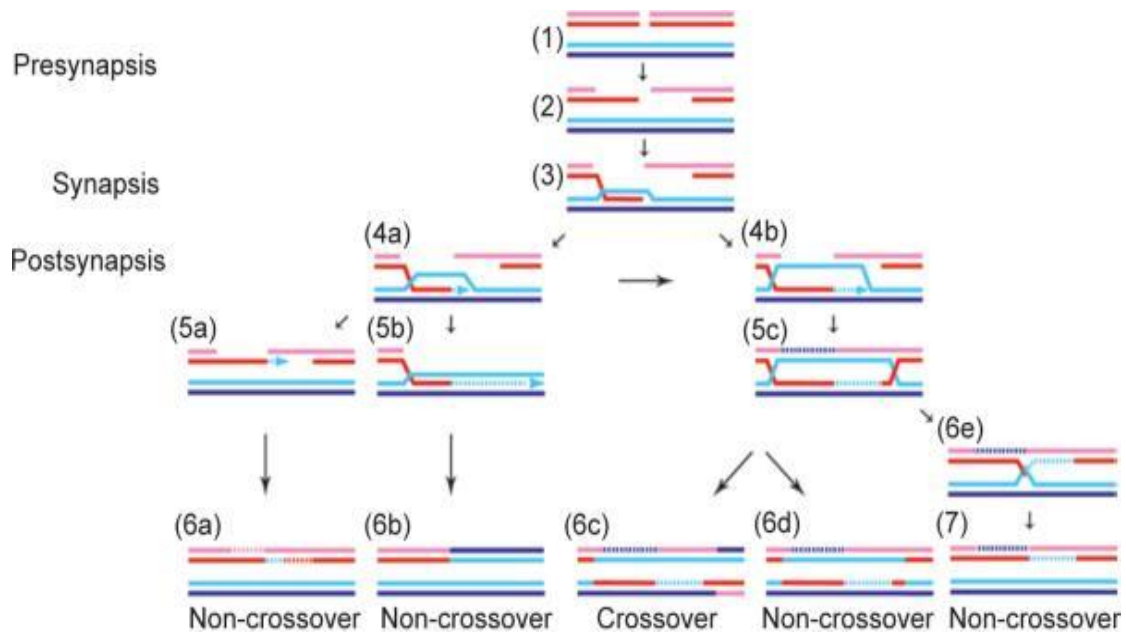 (1)
Presynapsis
(2)
Synapsis
(3)
Postsynapsis
(4a)
(4b)
(5a)
(5b)
(5c)
(6e)
(6a)
(6b)
(6c)
(6d)
(7)
Non-crossover
Non-crossover
Crossover
Non-crossover
Non-crossover